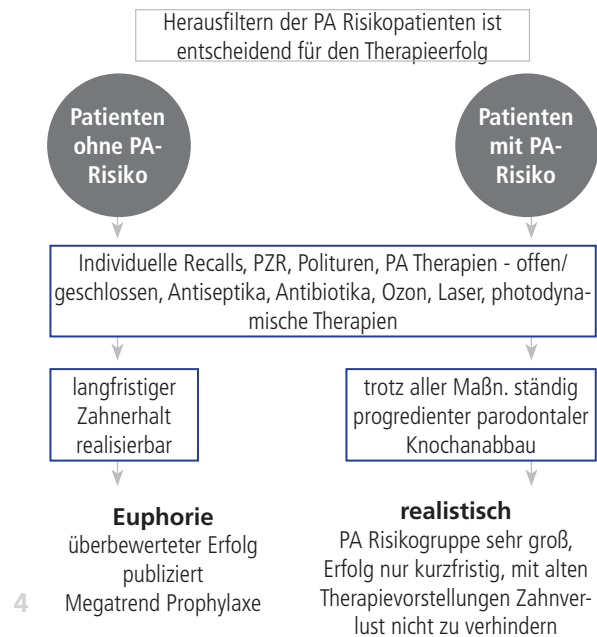 Herausfiltern der PA Risikopatienten ist
entscheidend für den Therapieerfolg
Patienten
ohne PA-
Risiko
Patienten
mit PA-
Risiko
Individuelle Recalls, PZR, Polituren, PA Therapien - offen/
geschlossen, Antiseptika, Antibiotika, Ozon, Laser, photodyna-
mische Therapien
langfristiger
Zahnerhalt
realisierbar
trotz aller Maßn. ständig
progredienter parodontaler
Knochanabbau
Euphorie
überbewerteter Erfolg
publiziert
Megatrend Prophylaxe
realistisch
PA Risikogruppe sehr groß,
Erfolg nur kurzfristig, mit alten
Therapievorstellungen Zahnver-
lust nicht zu verhindern
4